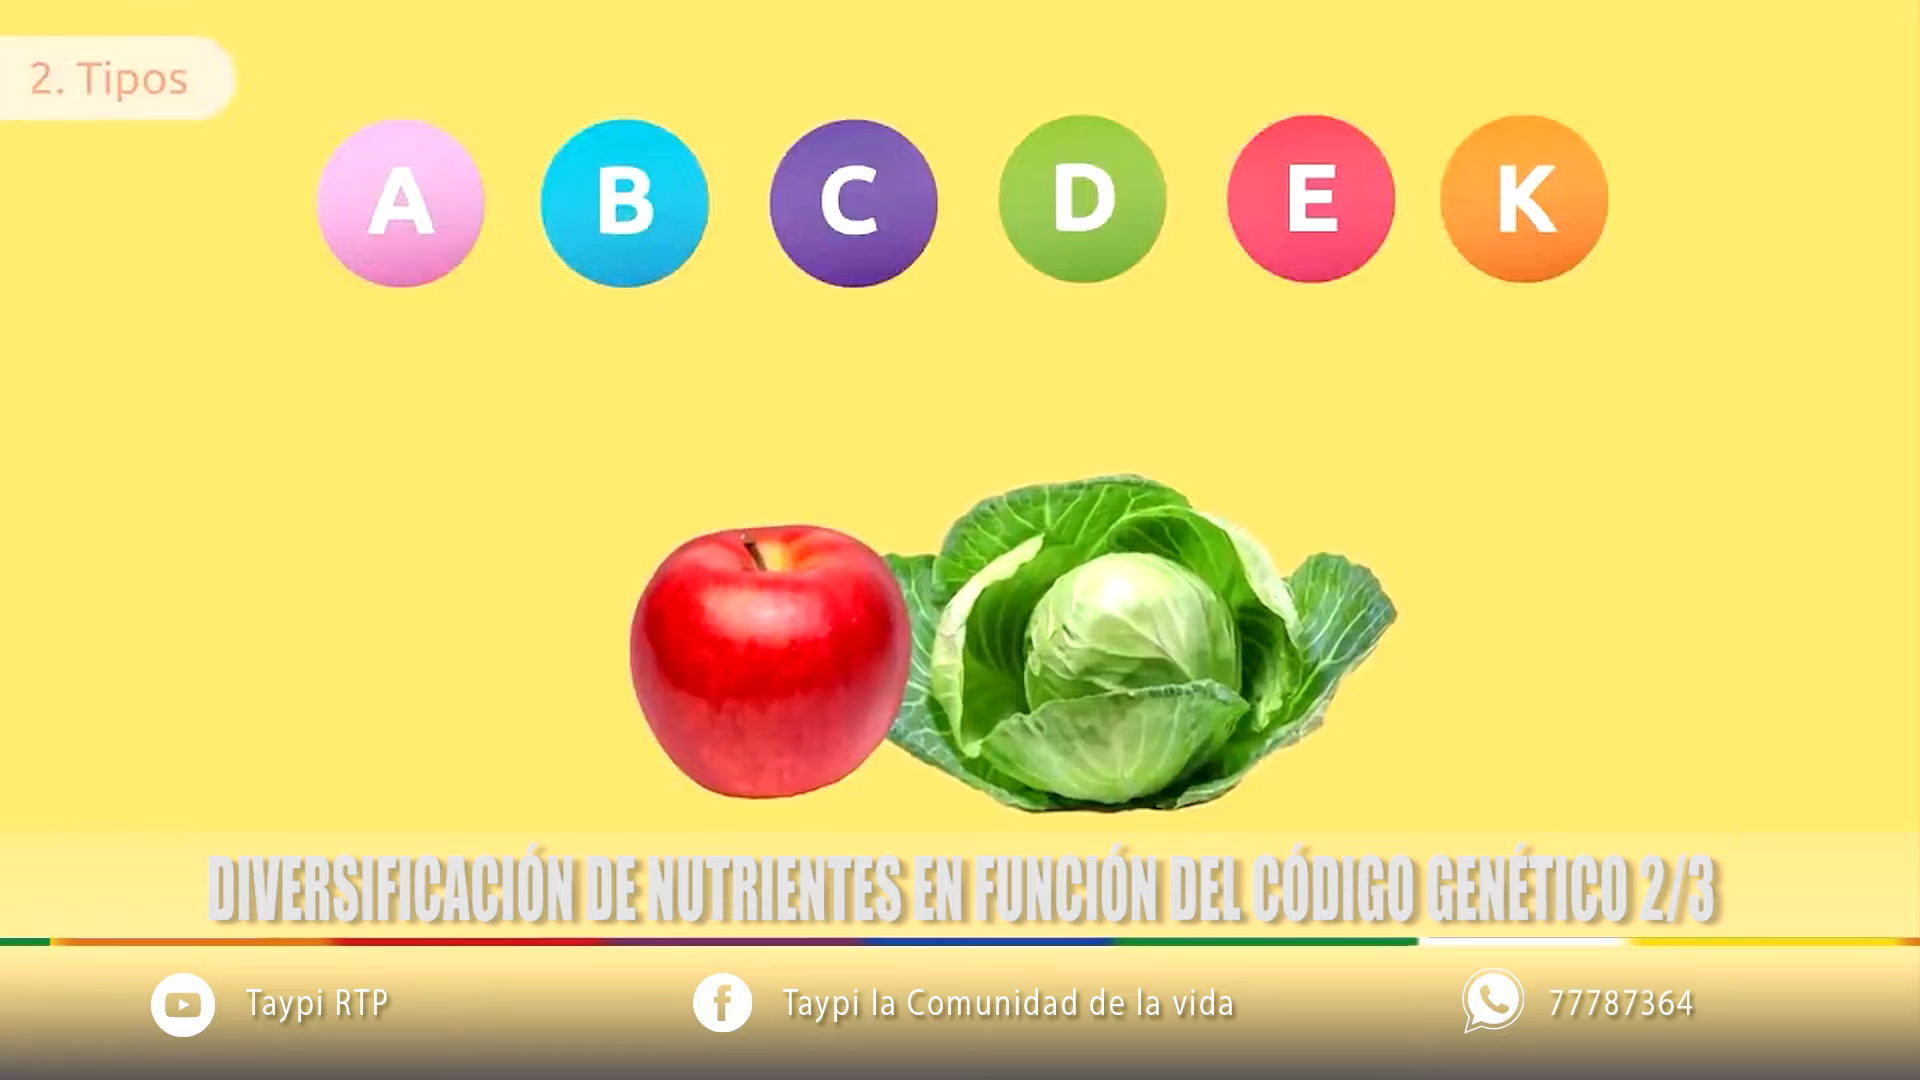 2. Tipos
A B C D E K
DIVERSIFICACIÓN DE NUTRIENTES EN FUNCIÓN DEL CÓDIGO GENÉTICO 2/3
Taypi RTP
Taypi la Comunidad de la vida
77787364